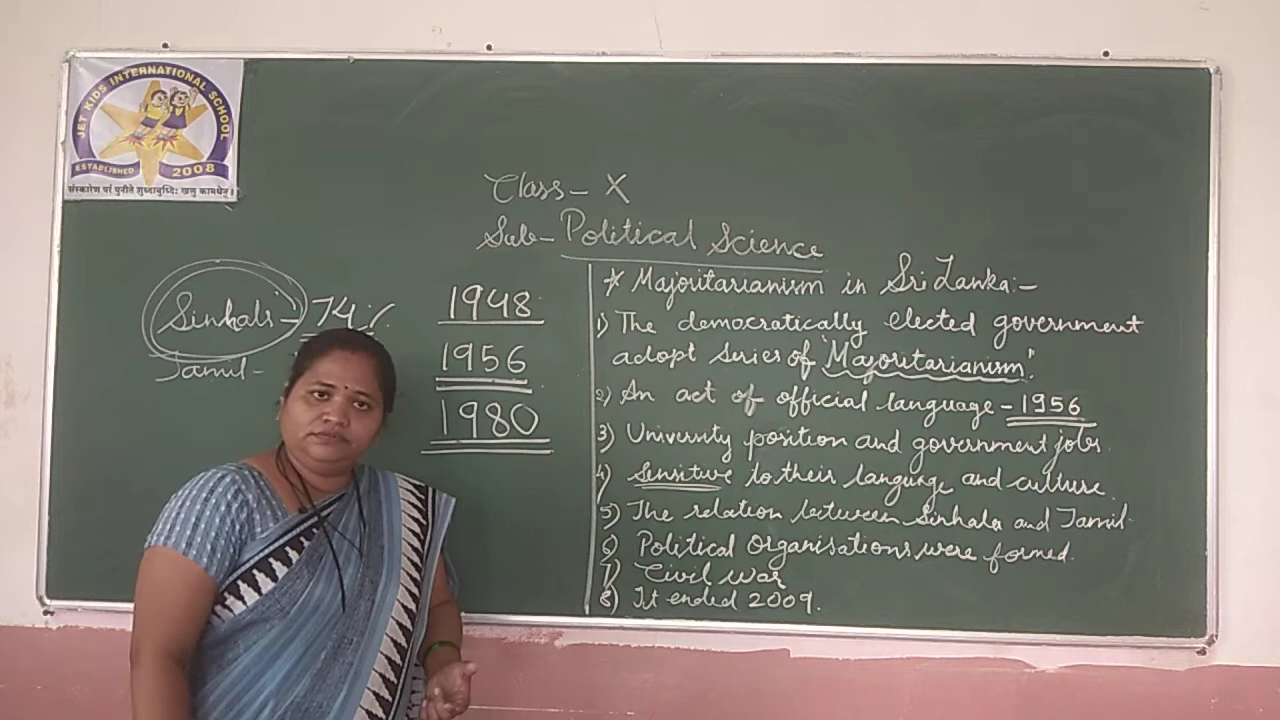 JET KIDS INTERNATIONAL SCHOOL
ESTABLISHED 2008
संस्कारेण परं पुनीते शुध्दाबुध्दिः खलु कामधेनु।
Class - X
Sub- Political Science
Sinhali - 74%
Tamil -
1948
1956
1980
* Majoritarianism in Sri Lanka:-
1) The democratically elected government
adopt series of "Majoritarianism".
2) An act of official language - 1956
3) University position and government jobs.
4) Sensitive to their language and culture.
5) The relation between Sinhala and Tamil.
6) Political Organisations were formed.
7) Civil war
8) It ended 2009.